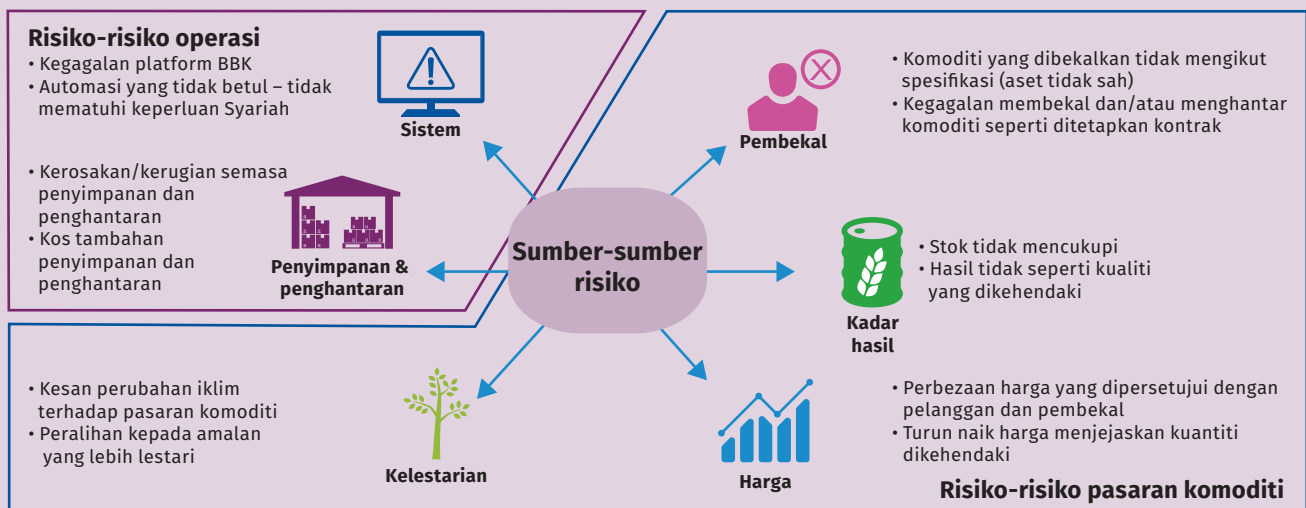 Risiko-risiko operasi
• Kegagalan platform BBK
• Automasi yang tidak betul – tidak
mematuhi keperluan Syariah
Sistem
• Kerosakan/kerugian semasa
penyimpanan dan
penghantaran
• Kos tambahan
penyimpanan dan
penghantaran
Penyimpanan &
penghantaran
Sumber-sumber
risiko
Pembekal
• Komoditi yang dibekalkan tidak mengikut
spesifikasi (aset tidak sah)
• Kegagalan membekal dan/atau menghantar
komoditi seperti ditetapkan kontrak
Kadar
hasil
• Stok tidak mencukupi
• Hasil tidak seperti kualiti
yang dikehendaki
• Kesan perubahan iklim
terhadap pasaran komoditi
• Peralihan kepada amalan
yang lebih lestari
Kelestarian
Harga
• Perbezaan harga yang dipersetujui dengan
pelanggan dan pembekal
• Turun naik harga menjejaskan kuantiti
dikehendaki
Risiko-risiko pasaran komoditi